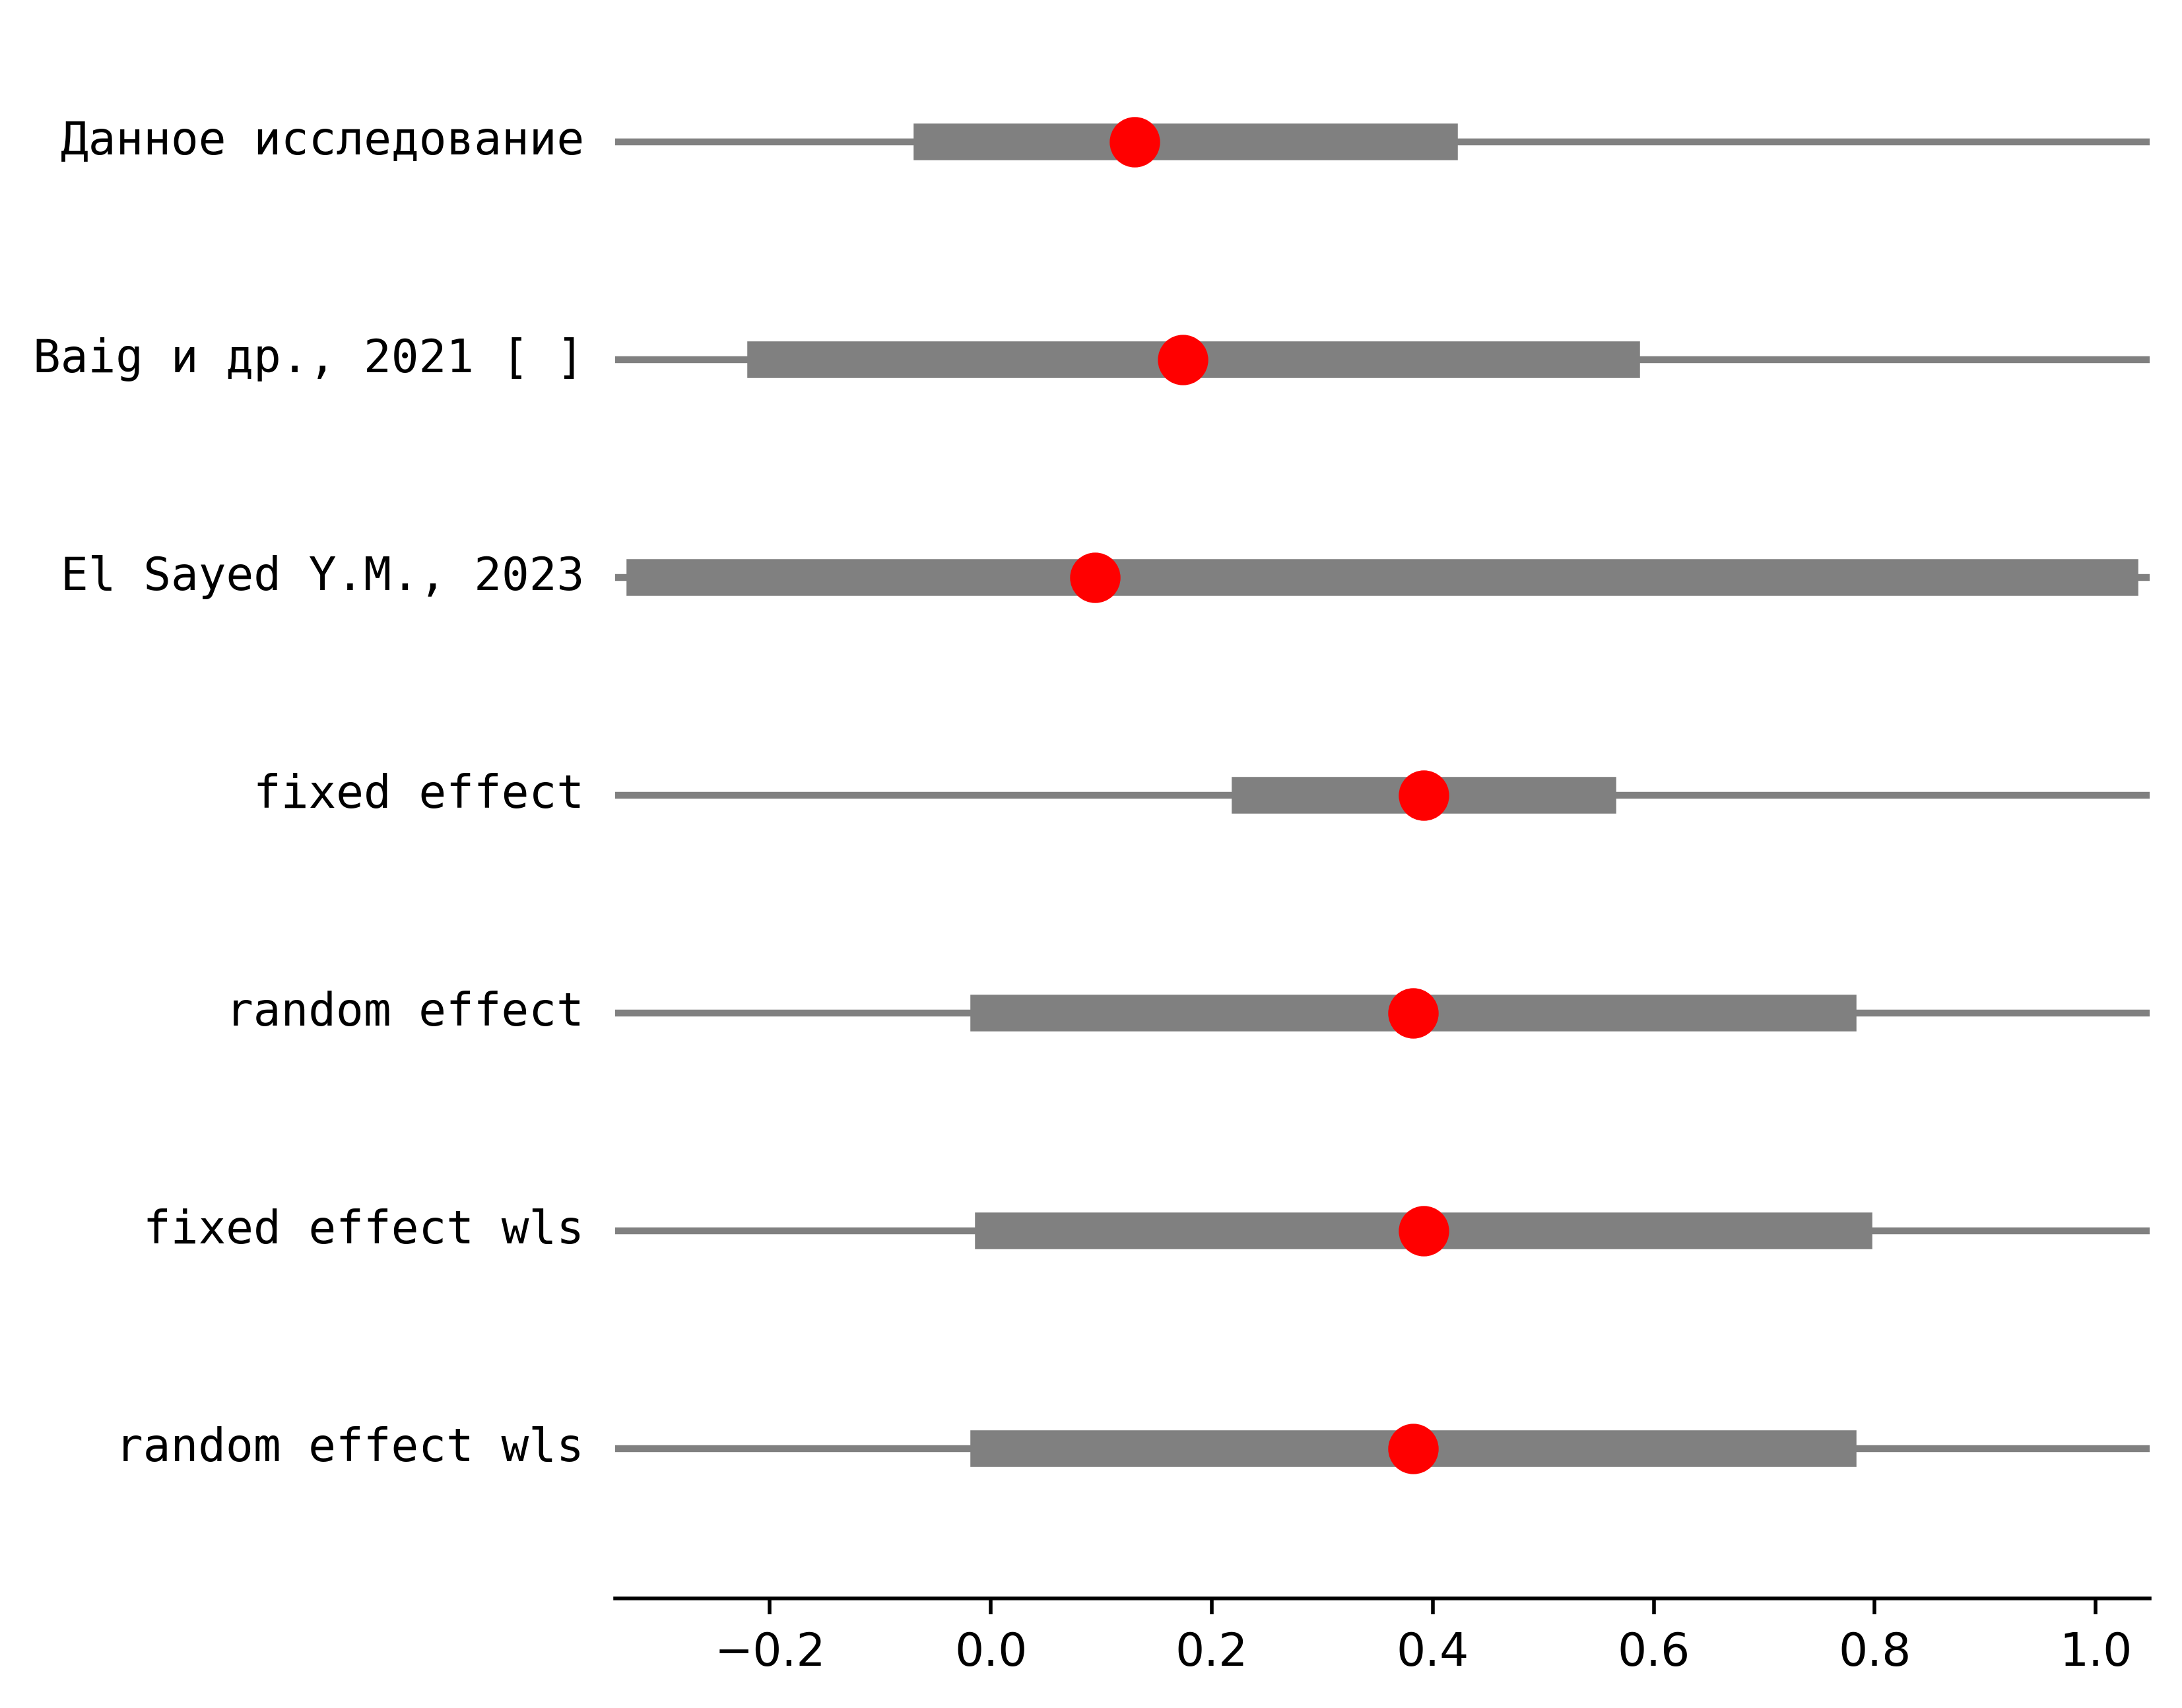 Данное исследование
Baig и др., 2021 [ ]
El Sayed Y.M., 2023
fixed effect
random effect
fixed effect wls
random effect wls
−0.2 0.0 0.2 0.4 0.6 0.8 1.0